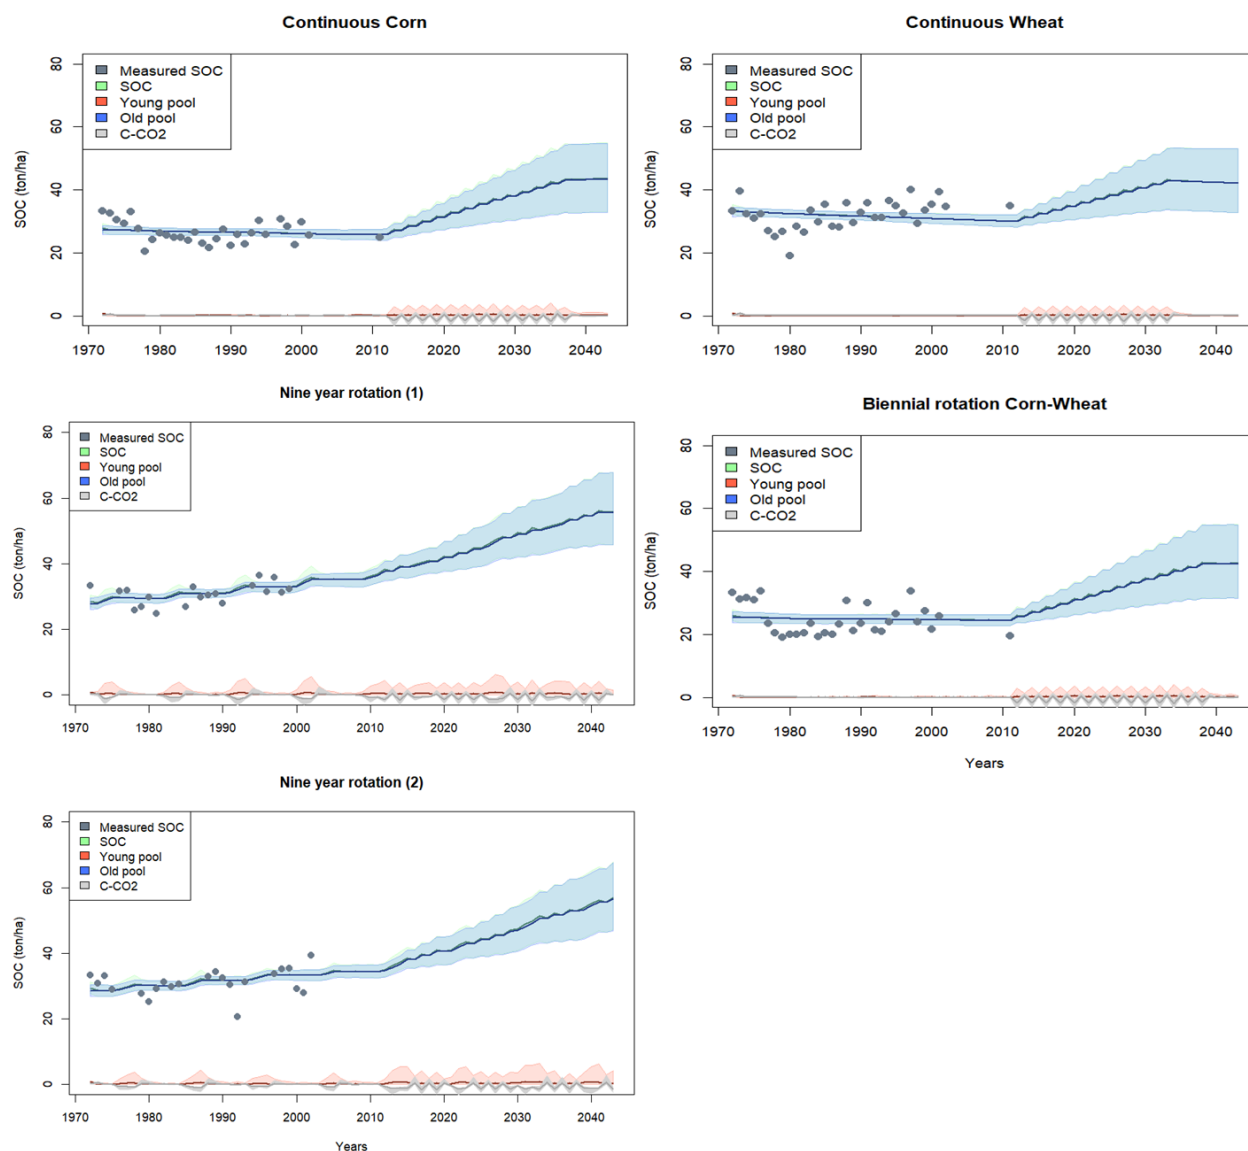 Continuous Corn
SOC (ton/ha)
80
60
40
20
0
Measured SOC
SOC
Young pool
Old pool
C-CO2
1970 1980 1990 2000 2010 2020 2030 2040
Continuous Wheat
SOC (ton/ha)
80
60
40
20
0
Measured SOC
SOC
Young pool
Old pool
C-CO2
1970 1980 1990 2000 2010 2020 2030 2040
Nine year rotation (1)
SOC (ton/ha)
80
60
40
20
0
Measured SOC
SOC
Young pool
Old pool
C-CO2
1970 1980 1990 2000 2010 2020 2030 2040
Biennial rotation Corn-Wheat
SOC (ton/ha)
80
60
40
20
0
Measured SOC
SOC
Young pool
Old pool
C-CO2
1970 1980 1990 2000 2010 2020 2030 2040
Years
Nine year rotation (2)
SOC (ton/ha)
80
60
40
20
0
Measured SOC
SOC
Young pool
Old pool
C-CO2
1970 1980 1990 2000 2010 2020 2030 2040
Years